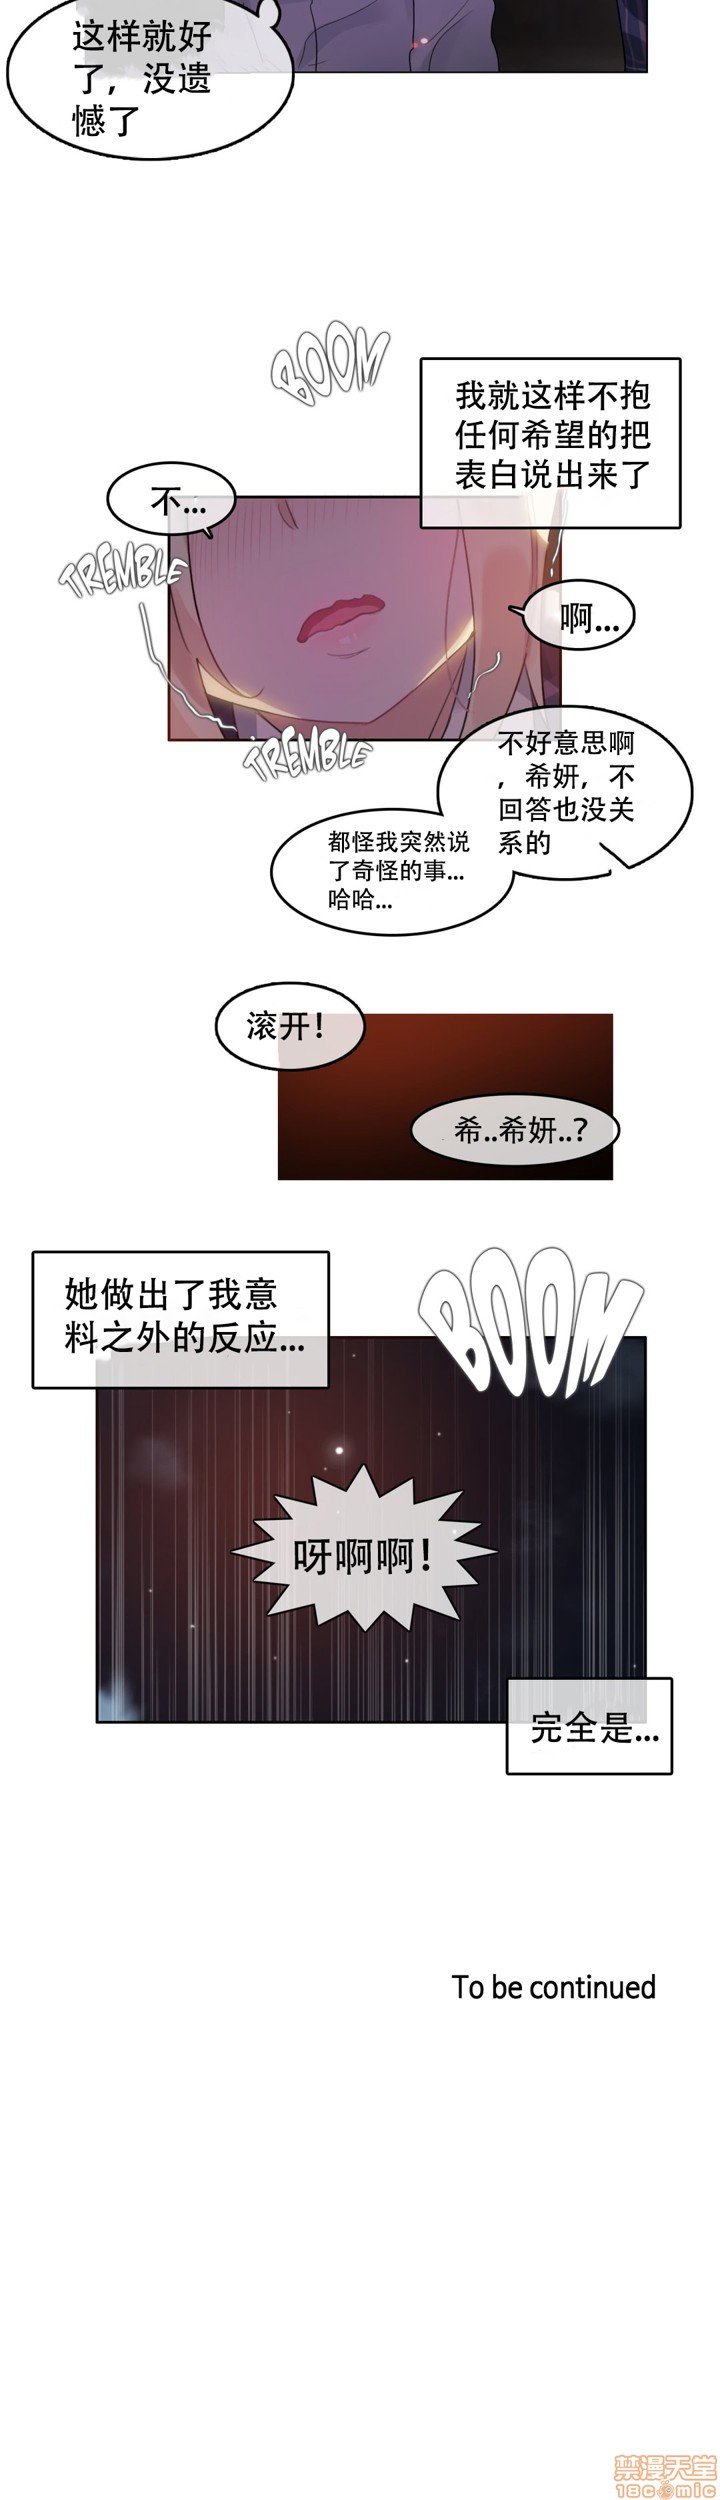 这样就好
了，没遗
憾了
BOOM
我就这样不抱
任何希望的把
表白说出来了
不...
TREMBLE
啊...
TREMBLE
不好意思啊
，希妍，不
回答也没关
系的
都怪我突然说
了奇怪的事...
哈哈...
滚开！
希..希妍..？
她做出了我意
料之外的反应...
BOOM
呀啊啊！
完全是...
To be continued
禁漫天堂
18COMIC